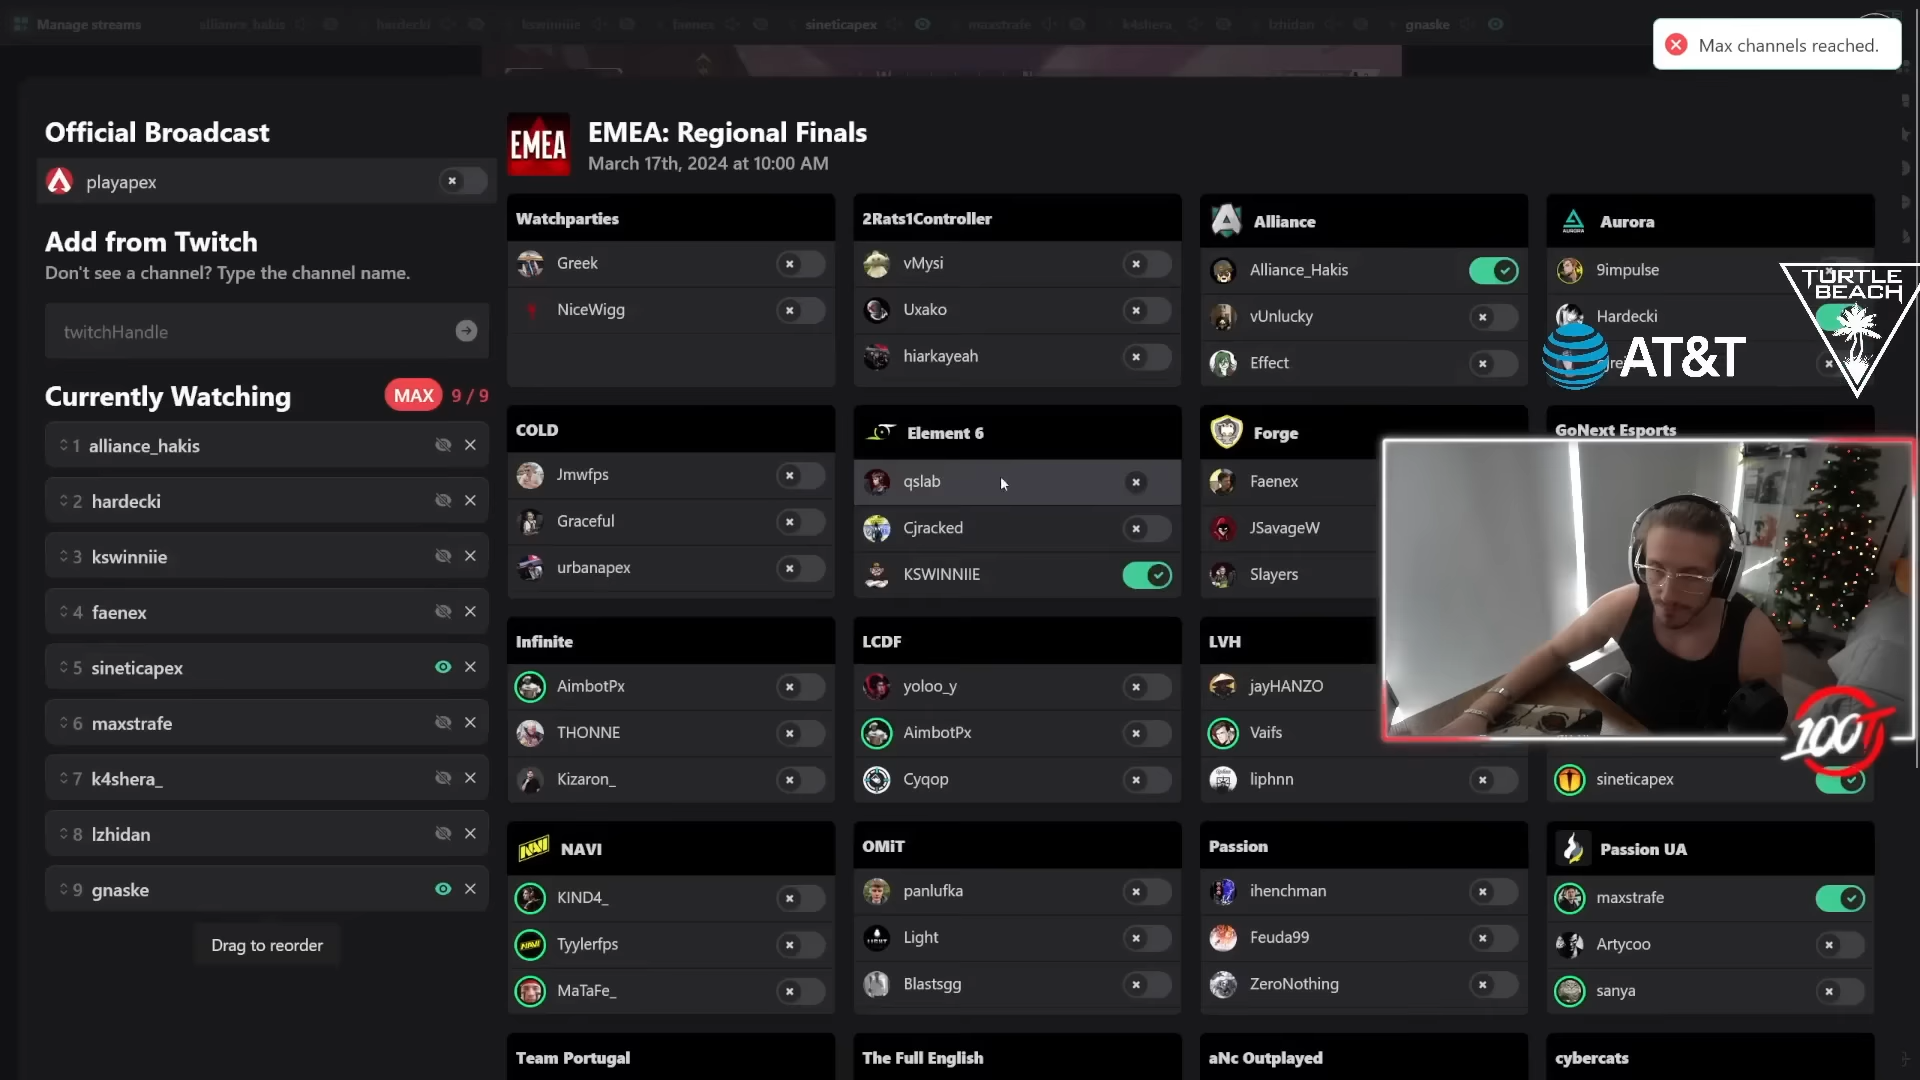 Manage streams
alliance_hakis
hardecki
kswinniie
faenex
sineticapex
maxstrafe
k4shera_
lzhidan
gnaske
Max channels reached.
Official Broadcast
playapex
Add from Twitch
Don't see a channel? Type the channel name.
twitchHandle
Currently Watching
MAX 9 / 9
1 alliance_hakis
2 hardecki
3 kswinniie
4 faenex
5 sineticapex
6 maxstrafe
7 k4shera_
8 lzhidan
9 gnaske
Drag to reorder
EMEA
EMEA: Regional Finals
March 17th, 2024 at 10:00 AM
Watchparties
Greek
NiceWigg
2Rats1Controller
vMysi
Uxako
hiarkayeah
Alliance
Alliance_Hakis
vUnlucky
Effect
AURORA
Aurora
9impulse
Hardecki
TURTLE
BEACH
AT&T
COLD
Jmwfps
Graceful
urbanapex
Element 6
qslab
Cjracked
KSWINNIIE
Forge
Faenex
JSavageW
Slayers
GoNext Esports
Infinite
AimbotPx
THONNE
Kizaron_
LCDF
yoloo_y
AimbotPx
Cyqop
LVH
jayHANZO
Vaifs
liphnn
sineticapex
100T
NAVI
NAVI
KIND4_
Tyylerfps
MaTaFe_
OMiT
panlufka
Light
Blastsgg
Passion
ihenchman
Feuda99
ZeroNothing
Passion UA
maxstrafe
Artycoo
sanya
Team Portugal
The Full English
aNc Outplayed
cybercats